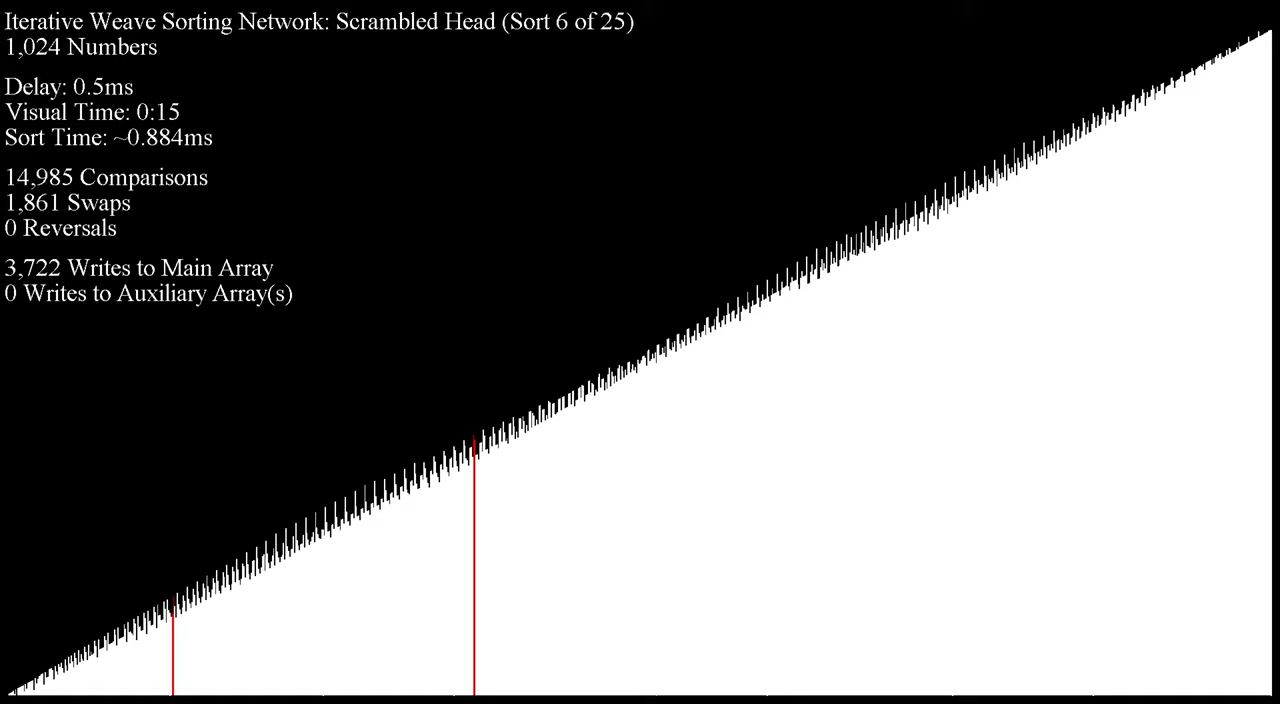 Iterative Weave Sorting Network: Scrambled Head (Sort 6 of 25)
1,024 Numbers
Delay: 0.5ms
Visual Time: 0:15
Sort Time: ~0.884ms
14,985 Comparisons
1,861 Swaps
0 Reversals
3,722 Writes to Main Array
0 Writes to Auxiliary Array(s)